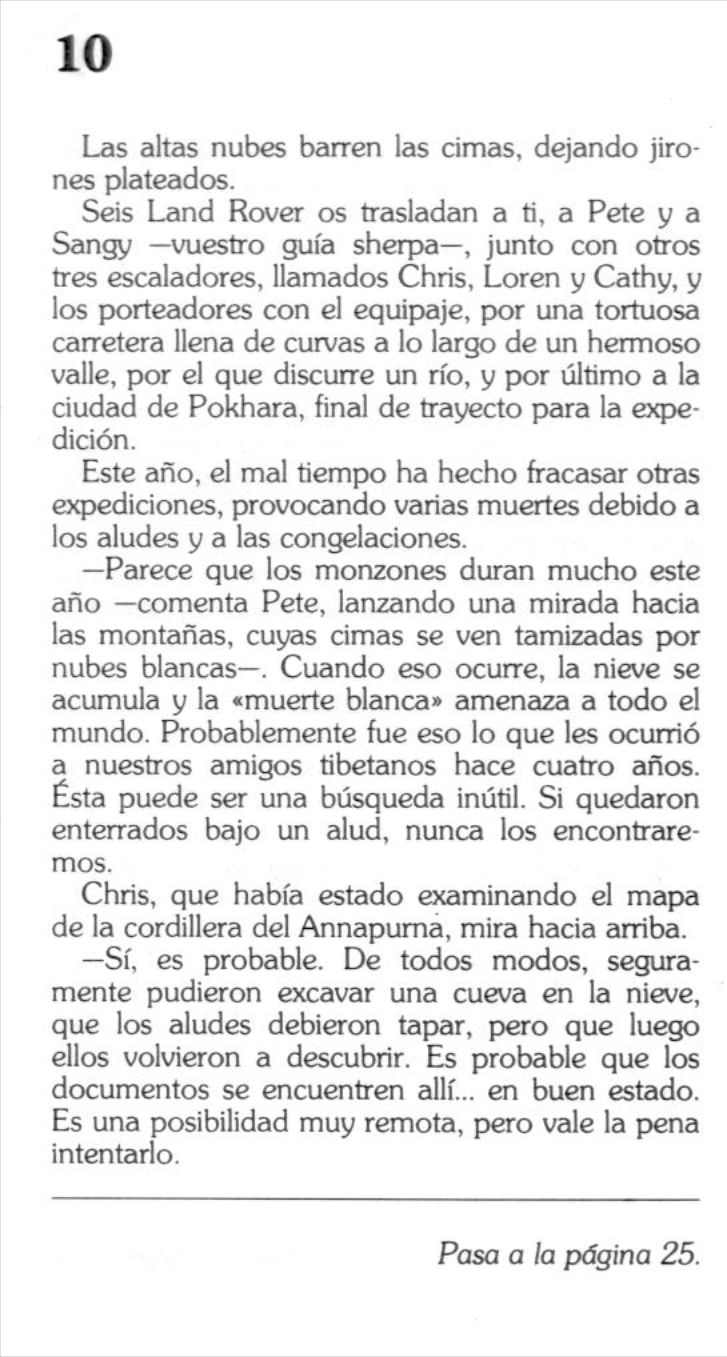 10
Las altas nubes barren las cimas, dejando jiro-
nes plateados.
Seis Land Rover os trasladan a ti, a Pete y a
Sangy —vuestro guía sherpa—, junto con otros
tres escaladores, llamados Chris, Loren y Cathy, y
los porteadores con el equipaje, por una tortuosa
carretera llena de curvas a lo largo de un hermoso
valle, por el que discurre un río, y por último a la
ciudad de Pokhara, final de trayecto para la expe-
dición.
Este año, el mal tiempo ha hecho fracasar otras
expediciones, provocando varias muertes debido a
los aludes y a las congelaciones.
—Parece que los monzones duran mucho este
año —comenta Pete, lanzando una mirada hacia
las montañas, cuyas cimas se ven tamizadas por
nubes blancas—. Cuando eso ocurre, la nieve se
acumula y la «muerte blanca» amenaza a todo el
mundo. Probablemente fue eso lo que les ocurrió
a nuestros amigos tibetanos hace cuatro años.
Ésta puede ser una búsqueda inútil. Si quedaron
enterrados bajo un alud, nunca los encontrare-
mos.
Chris, que había estado examinando el mapa
de la cordillera del Annapurna, mira hacia arriba.
—Sí, es probable. De todos modos, segura-
mente pudieron excavar una cueva en la nieve,
que los aludes debieron tapar, pero que luego
ellos volvieron a descubrir. Es probable que los
documentos se encuentren allí... en buen estado.
Es una posibilidad muy remota, pero vale la pena
intentarlo.
Pasa a la página 25.